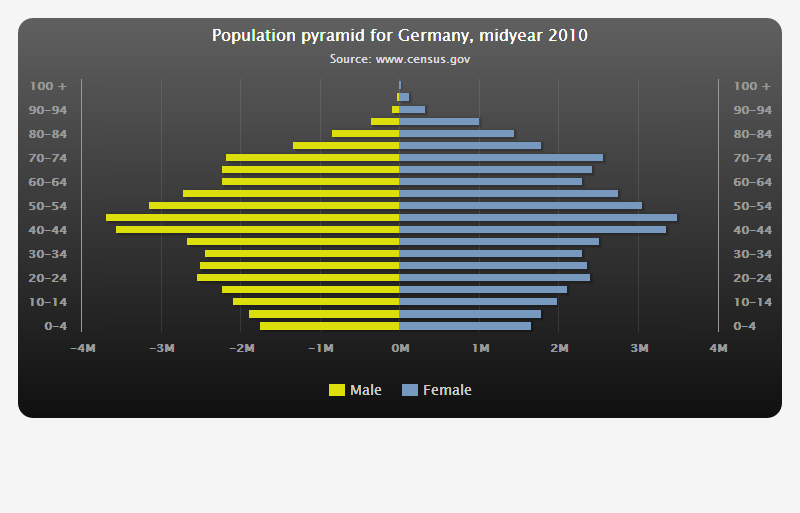 Population pyramid for Germany, midyear 2010
Source: www.census.gov
100 + 100 +
90-94 90-94
80-84 80-84
70-74 70-74
60-64 60-64
50-54 50-54
40-44 40-44
30-34 30-34
20-24 20-24
10-14 10-14
0-4 0-4
-4M -3M -2M -1M 0M 1M 2M 3M 4M
Male Female